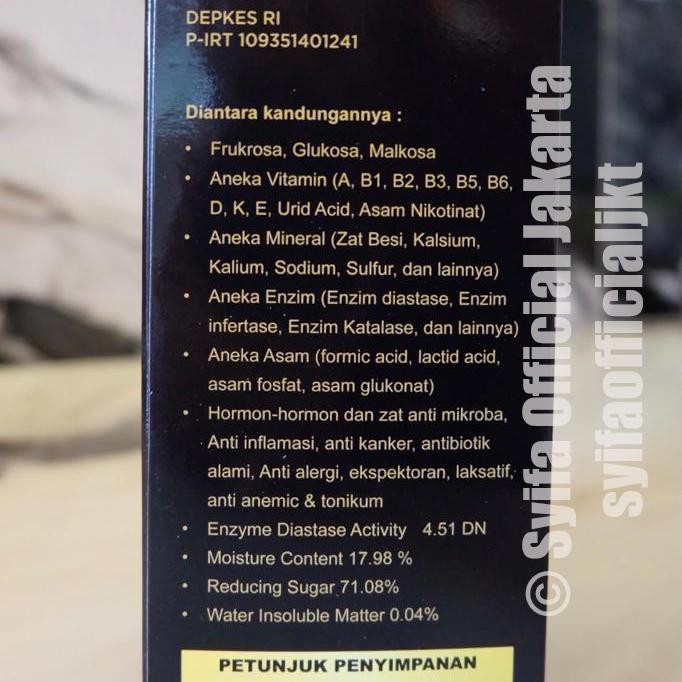 DEPKES RI
P-IRT 109351401241
Diantara kandungannya :
• Frukrosa, Glukosa, Malkosa
• Aneka Vitamin (A, B1, B2, B3, B5, B6,
D, K, E, Urid Acid, Asam Nikotinat)
• Aneka Mineral (Zat Besi, Kalsium,
Kalium, Sodium, Sulfur, dan lainnya)
• Aneka Enzim (Enzim diastase, Enzim
infertase, Enzim Katalase, dan lainnya)
• Aneka Asam (formic acid, lactid acid,
asam fosfat, asam glukonat)
• Hormon-hormon dan zat anti mikroba,
Anti inflamasi, anti kanker, antibiotik
alami, Anti alergi, ekspektoran, laksatif,
anti anemic & tonikum
• Enzyme Diastase Activity 4.51 DN
• Moisture Content 17.98 %
• Reducing Sugar 71.08%
• Water Insoluble Matter 0.04%
PETUNJUK PENYIMPANAN
© Syifa Official Jakarta
syifaofficialjkt